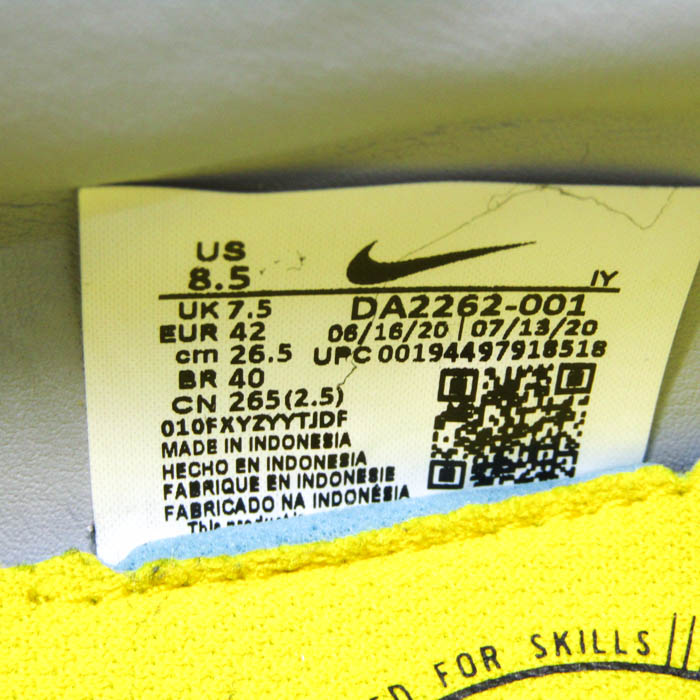 US
8.5
IY
UK 7.5 DA2262-001
EUR 42 06/16/20 | 07/13/20
cm 26.5 UPC 00194497918518
BR 40
CN 265(2.5)
010FXYZYYTJDF
MADE IN INDONESIA
HECHO EN INDONESIA
FABRIQUE EN INDONESIE
FABRICADO NA INDONÉSIA
This
FOR SKILLS